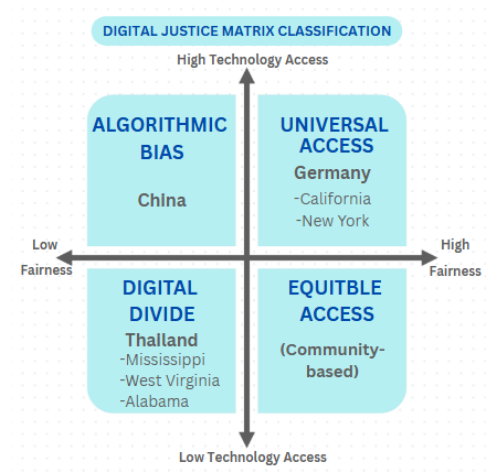 DIGITAL JUSTICE MATRIX CLASSIFICATION
High Technology Access
ALGORITHMIC
BIAS
China
UNIVERSAL
ACCESS
Germany
-California
-New York
Low
Fairness
High
Fairness
DIGITAL
DIVIDE
Thailand
-Mississippi
-West Virginia
-Alabama
EQUITBLE
ACCESS
(Community-
based)
Low Technology Access